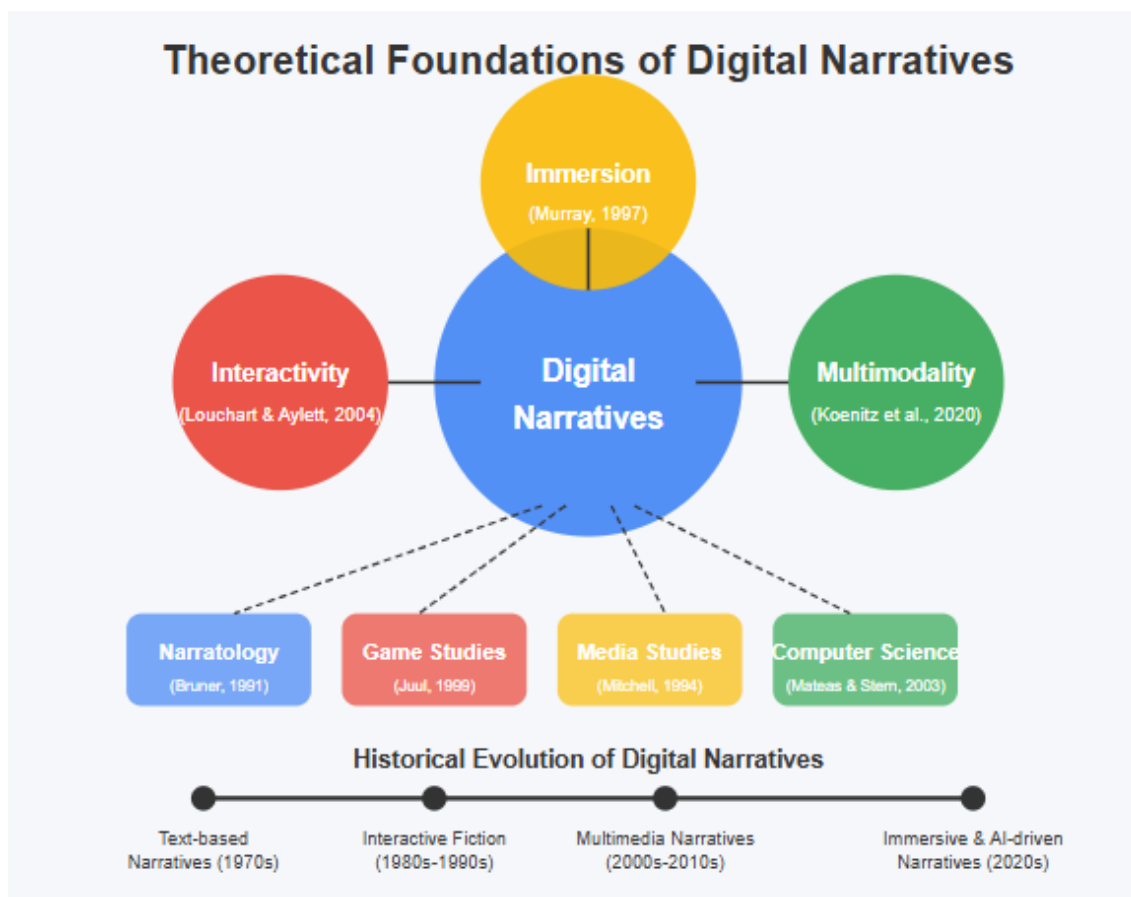 Theoretical Foundations of Digital Narratives
Immersion
(Murray, 1997)
Interactivity
(Louchart & Aylett, 2004)
Digital
Narratives
Multimodality
(Koenitz et al., 2020)
Narratology
(Bruner, 1991)
Game Studies
(Juul, 1999)
Media Studies
(Mitchell, 1994)
Computer Science
(Mateas & Stern, 2003)
Historical Evolution of Digital Narratives
Text-based
Narratives (1970s)
Interactive Fiction
(1980s-1990s)
Multimedia Narratives
(2000s-2010s)
Immersive & AI-driven
Narratives (2020s)